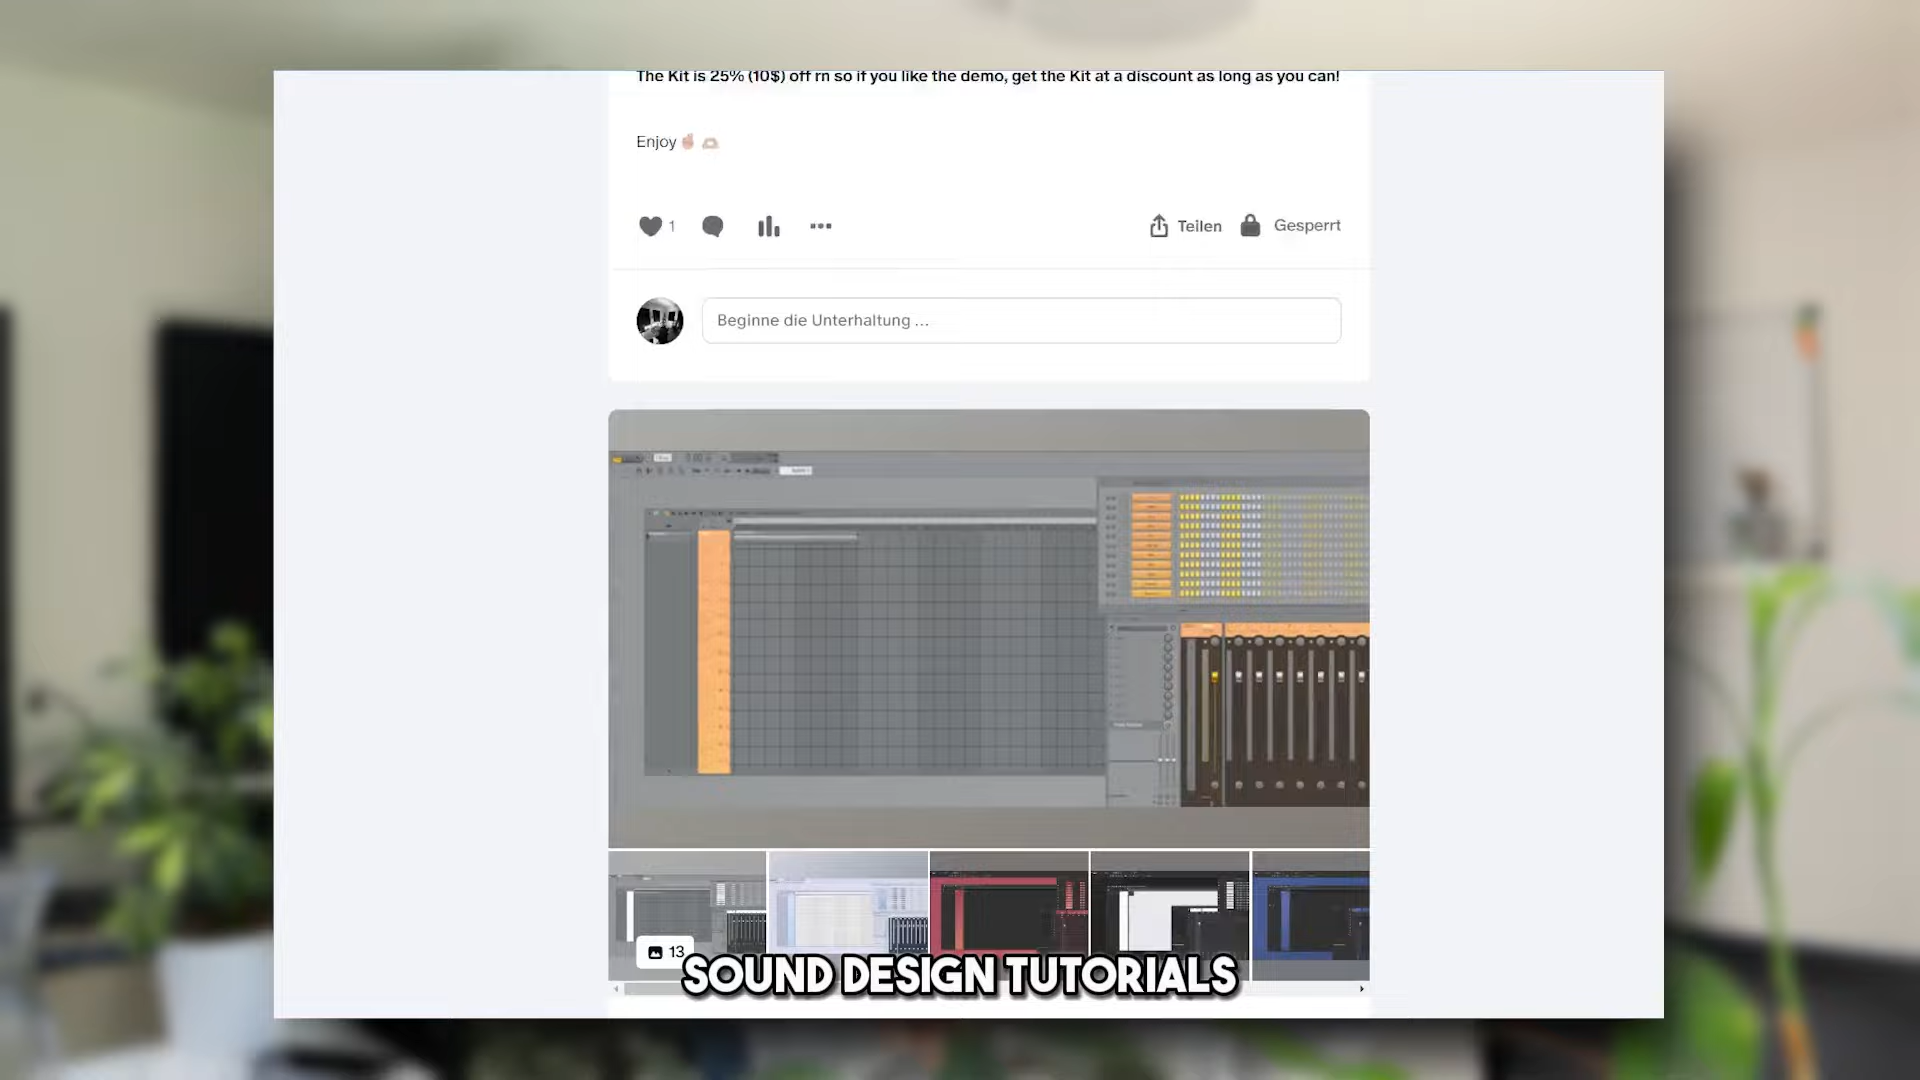 The Kit is 25% (10$) off rn so if you like the demo, get the Kit at a discount as long as you can!
Enjoy
1
Teilen
Gesperrt
Beginne die Unterhaltung ...
13
SOUND DESIGN TUTORIALS